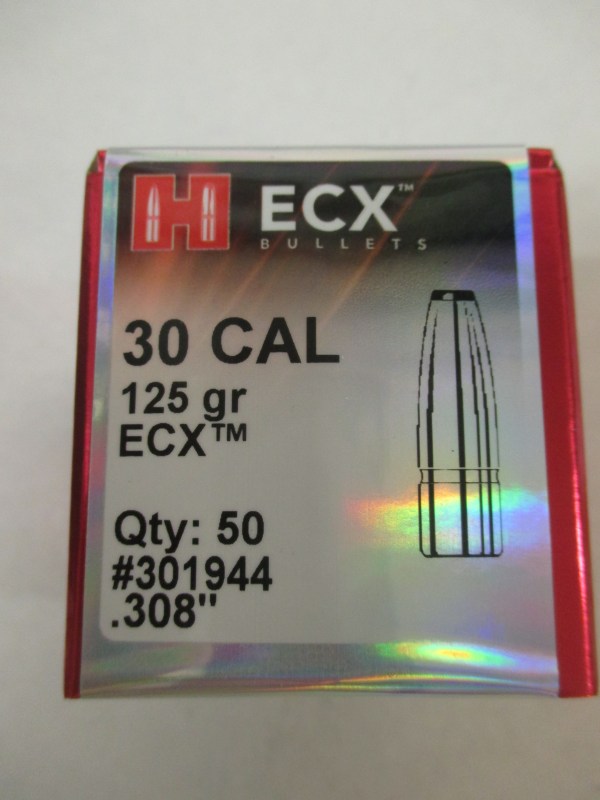 H ECX™
BULLETS
30 CAL
125 gr
ECX™
Qty: 50
#301944
.308"